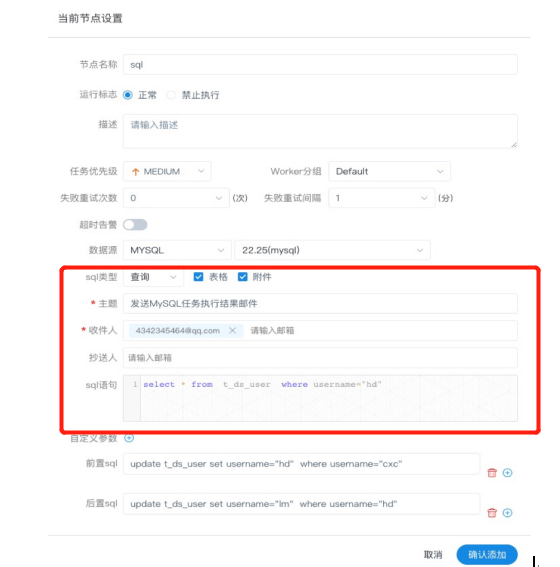 当前节点设置
节点名称 sql
运行标志 正常 禁止执行
描述 请输入描述
任务优先级 MEDIUM Worker分组 Default
失败重试次数 0 (次) 失败重试间隔 1 (分)
超时告警
数据源 MYSQL 22.25(mysql)
sql类型 查询 表格 附件
* 主题 发送MySQL任务执行结果邮件
* 收件人 4342345464@qq.com 请输入邮箱
抄送人 请输入邮箱
sql语句 1 select * from t_ds_user where username="hd"
自定义参数
前置sql update t_ds_user set username="hd" where username="cxc"
后置sql update t_ds_user set username="lm" where username="hd"
取消 确认添加